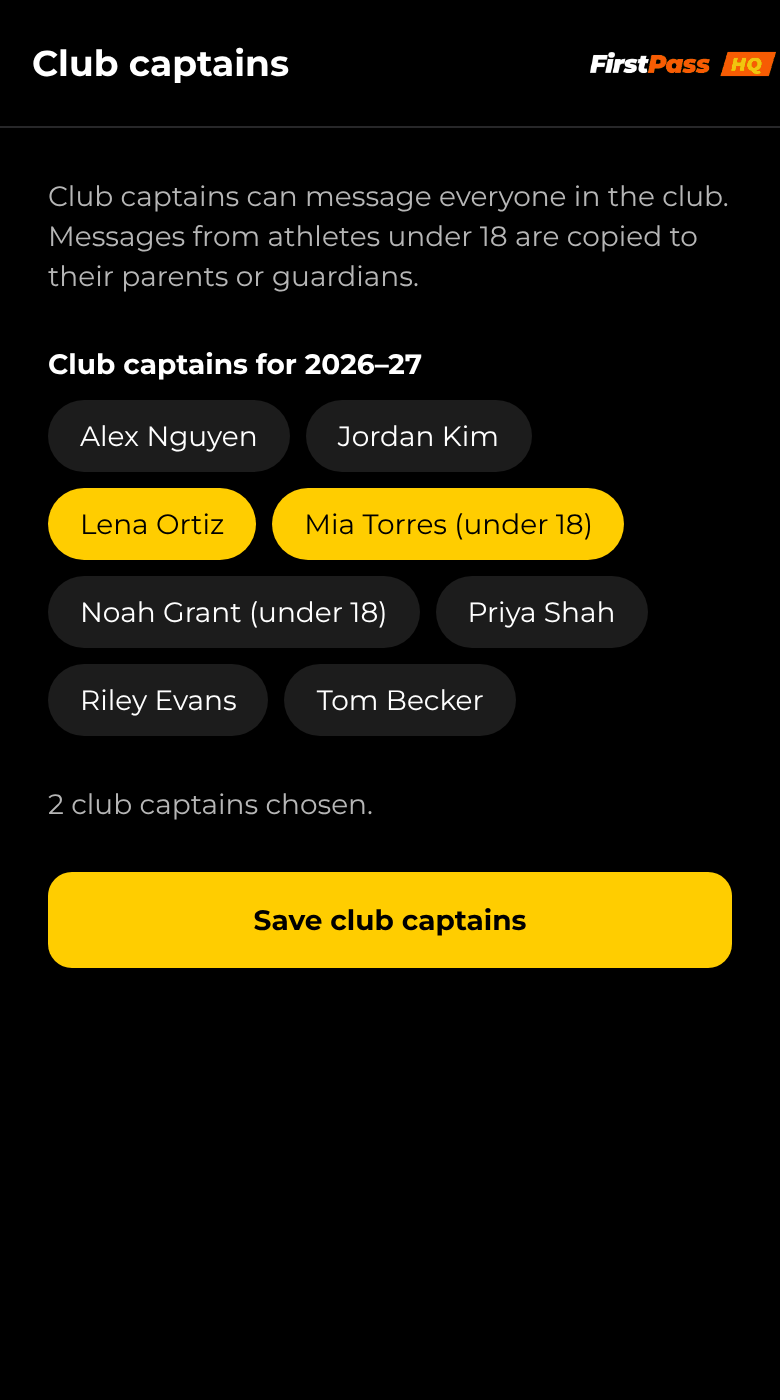 Club captains
FirstPass HQ
Club captains can message everyone in the club.
Messages from athletes under 18 are copied to
their parents or guardians.
Club captains for 2026–27
Alex Nguyen
Jordan Kim
Lena Ortiz
Mia Torres (under 18)
Noah Grant (under 18)
Priya Shah
Riley Evans
Tom Becker
2 club captains chosen.
Save club captains